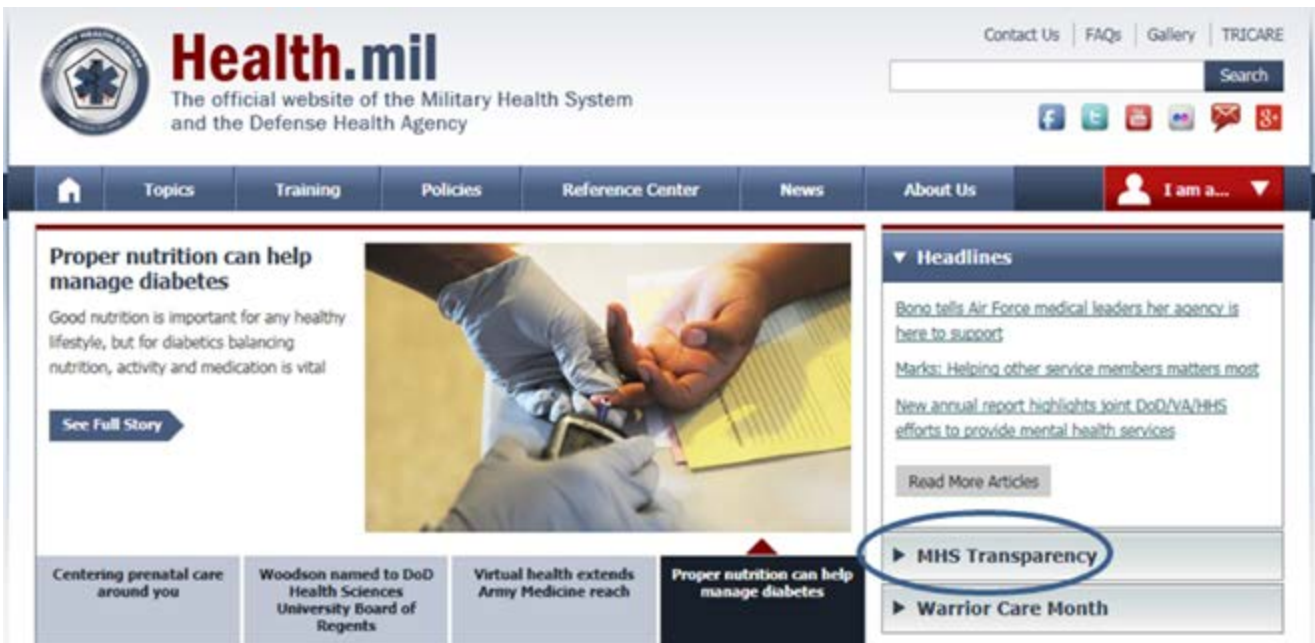 Contact Us | FAQs | Gallery | TRICARE
Health.mil
The official website of the Military Health System
and the Defense Health Agency
Search
Topics
Training
Policies
Reference Center
News
About Us
I am a...
Proper nutrition can help
manage diabetes
Good nutrition is important for any healthy
lifestyle, but for diabetics balancing
nutrition, activity and medication is vital
See Full Story
Headlines
Bono tells Air Force medical leaders her agency is
here to support
Marks: Helping other service members matters most
New annual report highlights joint DoD/VA/HHS
efforts to provide mental health services
Read More Articles
MHS Transparency
Warrior Care Month
Centering prenatal care
around you
Woodson named to DoD
Health Sciences
University Board of
Regents
Virtual health extends
Army Medicine reach
Proper nutrition can help
manage diabetes